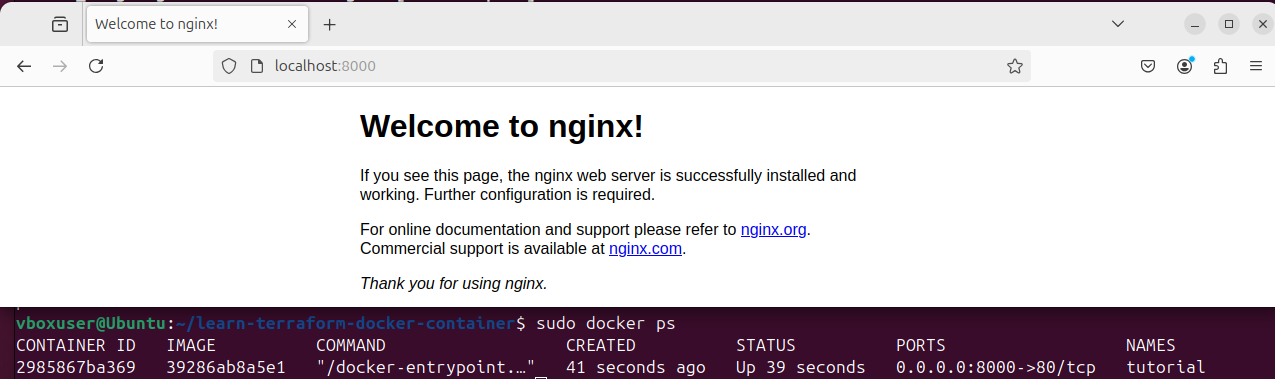 Welcome to nginx!
localhost:8000
Welcome to nginx!
If you see this page, the nginx web server is successfully installed and
working. Further configuration is required.
For online documentation and support please refer to nginx.org.
Commercial support is available at nginx.com.
Thank you for using nginx.
vboxuser@Ubuntu:~/learn-terraform-docker-container$ sudo docker ps
CONTAINER ID IMAGE COMMAND CREATED STATUS PORTS NAMES
2985867ba369 39286ab8a5e1 "/docker-entrypoint.…" 41 seconds ago Up 39 seconds 0.0.0.0:8000->80/tcp tutorial